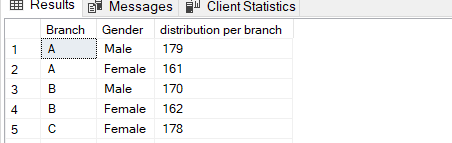 Results Messages Client Statistics
Branch Gender distribution per branch
1 A Male 179
2 A Female 161
3 B Male 170
4 B Female 162
5 C Female 178